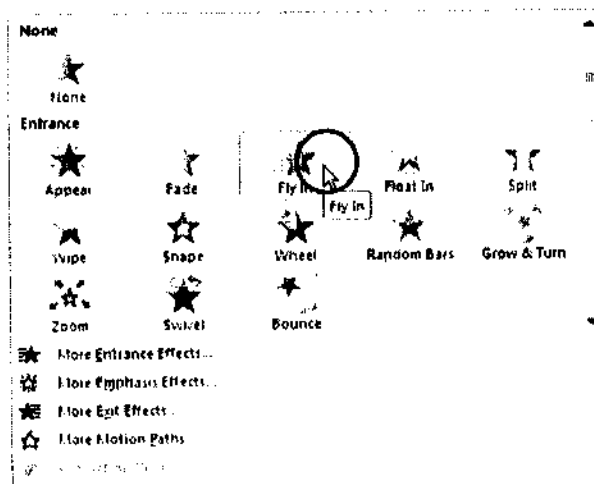 None
None
Entrance
Appear Fade Fly In Float In Split
Fly In
Wipe Shape Wheel Random Bars Grow & Turn
Zoom Swivel Bounce
More Entrance Effects...
More Emphasis Effects...
More Exit Effects...
More Motion Paths